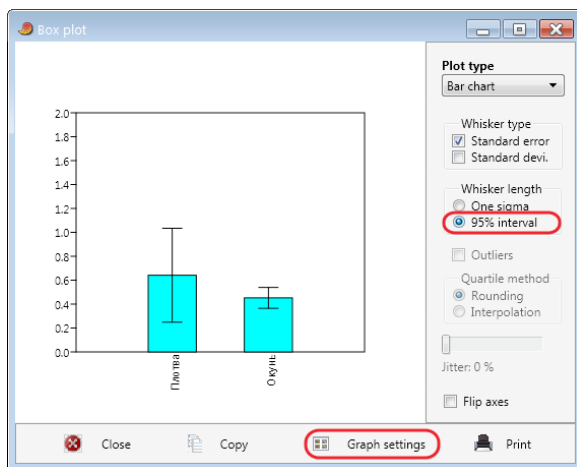 Box plot
2.0
1.8
1.6
1.4
1.2
1.0
0.8
0.6
0.4
0.2
0.0
Плотва
Окунь
Plot type
Bar chart
Whisker type
Standard error
Standard devi.
Whisker length
One sigma
95% interval
Outliers
Quartile method
Rounding
Interpolation
Jitter: 0 %
Flip axes
Close
Copy
Graph settings
Print